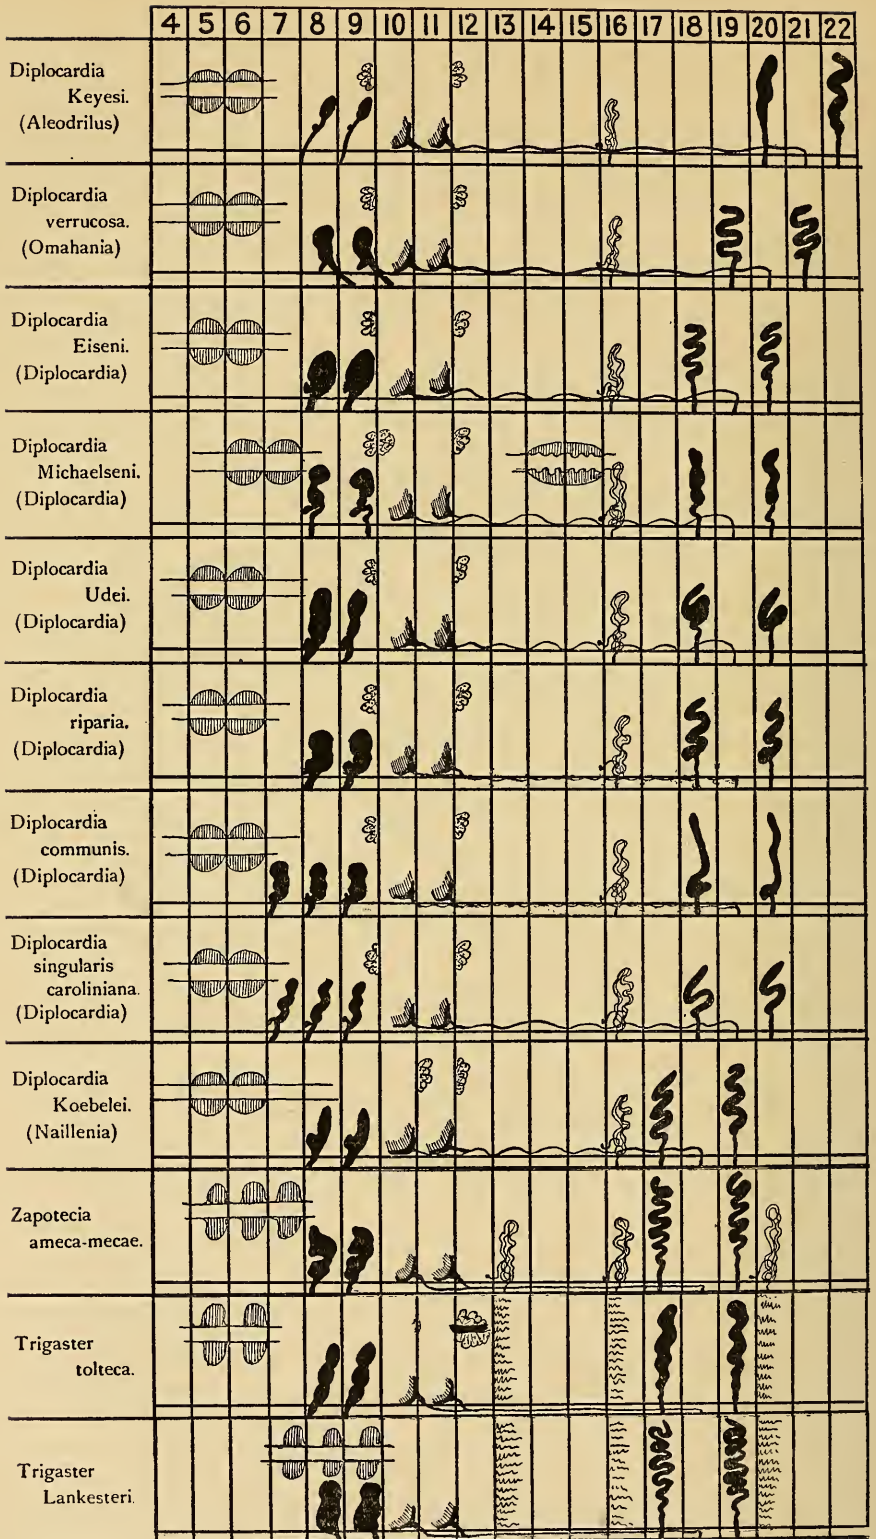 4 5 6 7 8 9 10 11 12 13 14 15 16 17 18 19 20 21 22
Diplocardia
Keyesi.
(Aleodrilus)
Diplocardia
verrucosa.
(Omahania)
Diplocardia
Eiseni.
(Diplocardia)
Diplocardia
Michaelseni.
(Diplocardia)
Diplocardia
Udei.
(Diplocardia)
Diplocardia
riparia.
(Diplocardia)
Diplocardia
communis.
(Diplocardia)
Diplocardia
singularis
caroliniana.
(Diplocardia)
Diplocardia
Koebelei.
(Naillenia)
Zapotecia
ameca-mecae.
Trigaster
tolteca.
Trigaster
Lankesteri.